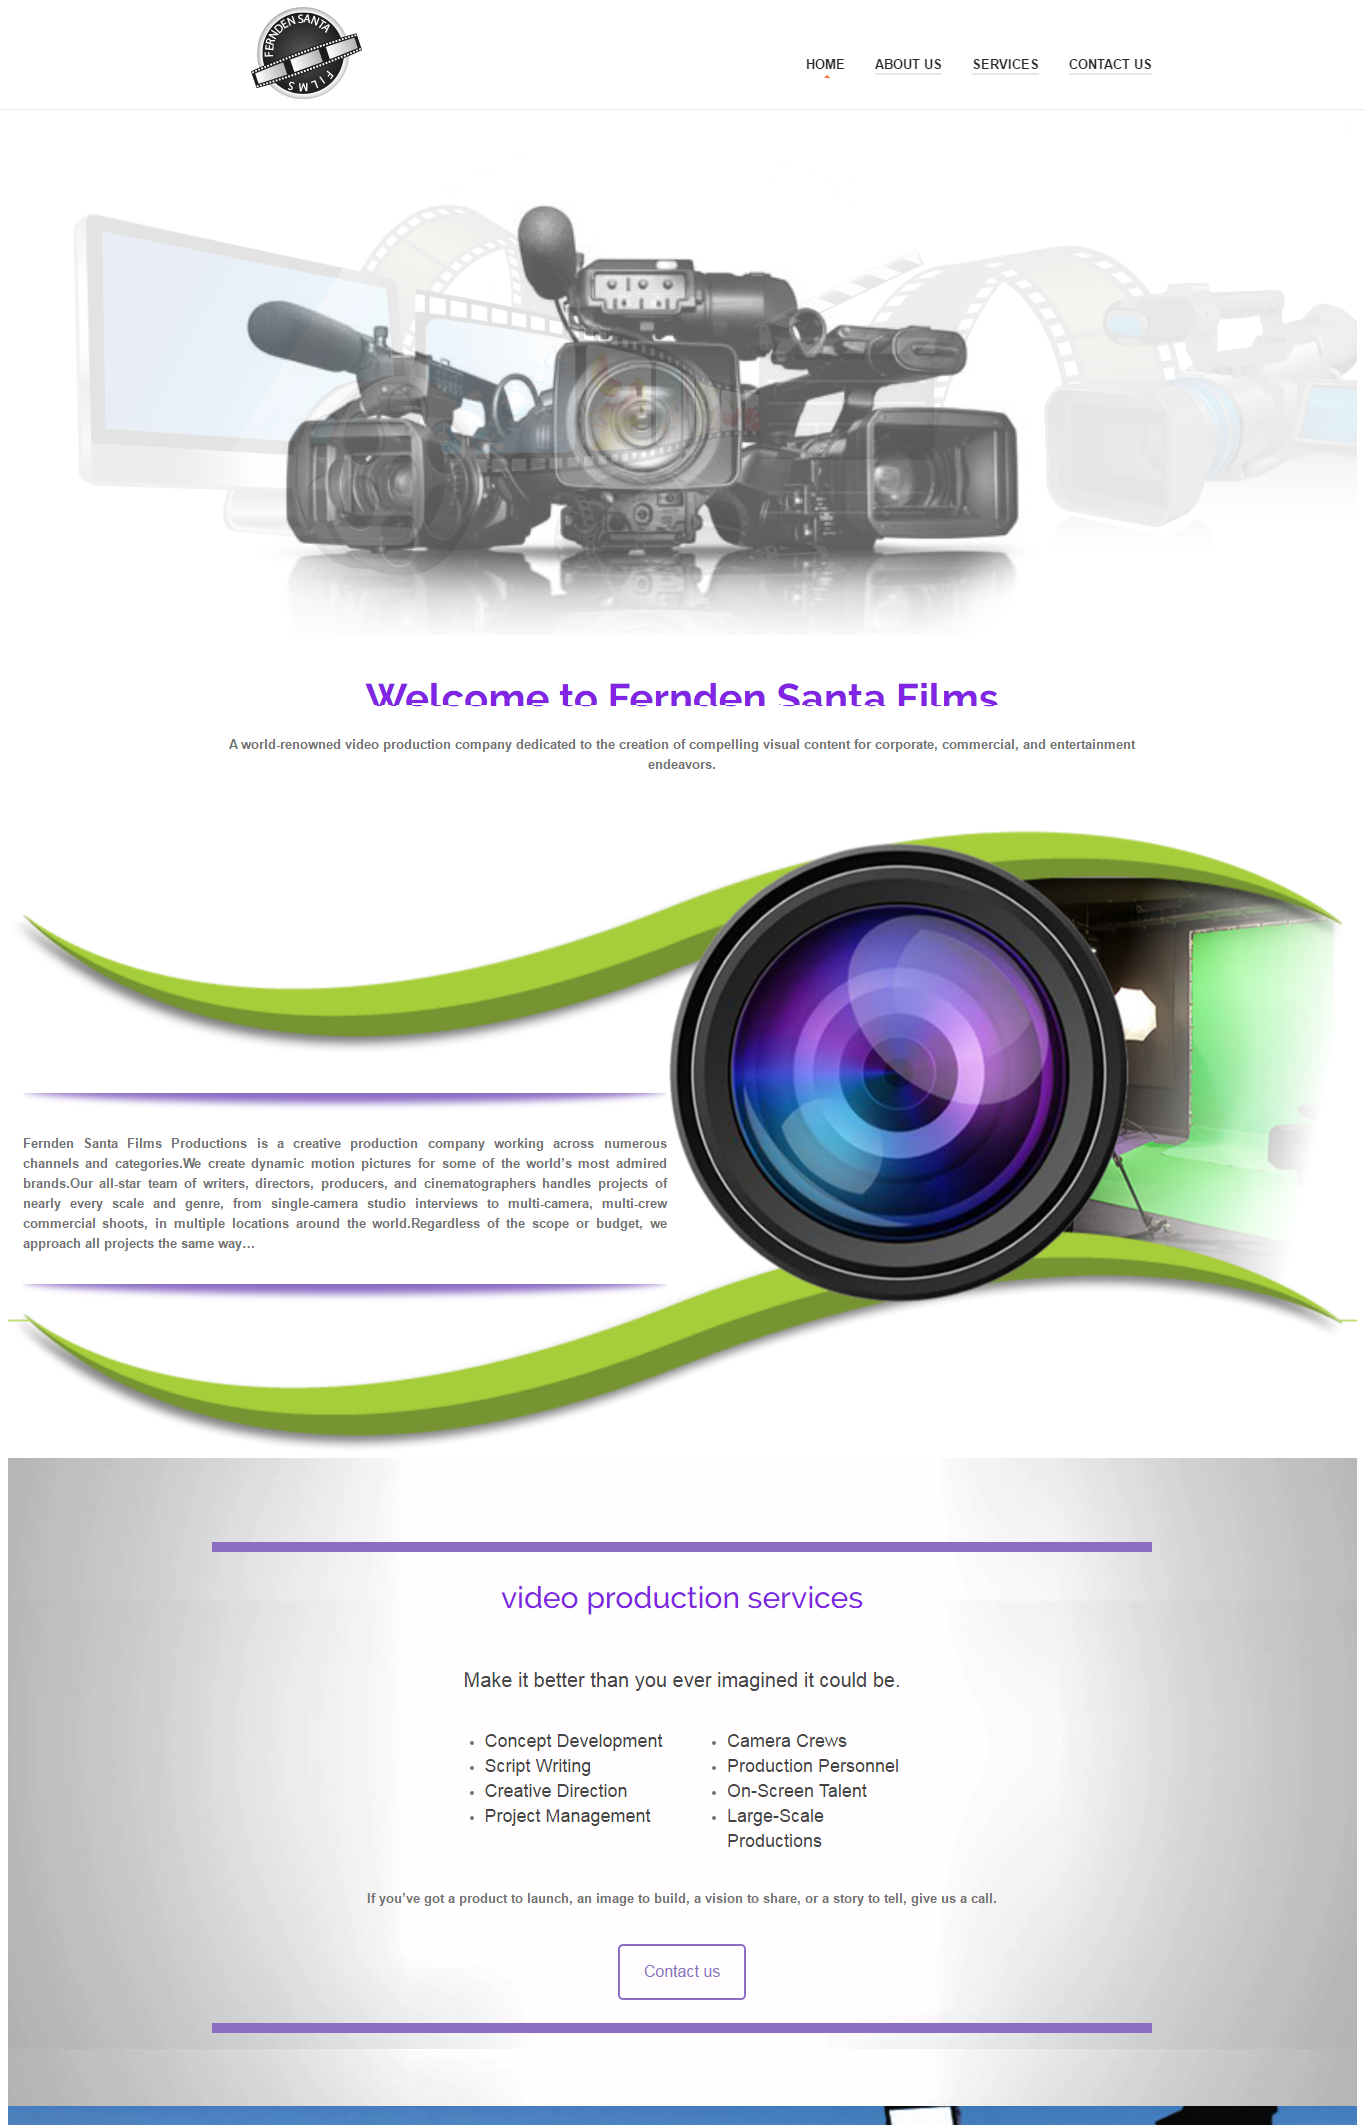 FERNDEN SANTA
FILMS
HOME ABOUT US SERVICES CONTACT US
Welcome to Fernden Santa Films
A world-renowned video production company dedicated to the creation of compelling visual content for corporate, commercial, and entertainment
endeavors.
Fernden Santa Films Productions is a creative production company working across numerous
channels and categories.We create dynamic motion pictures for some of the world’s most admired
brands.Our all-star team of writers, directors, producers, and cinematographers handles projects of
nearly every scale and genre, from single-camera studio interviews to multi-camera, multi-crew
commercial shoots, in multiple locations around the world.Regardless of the scope or budget, we
approach all projects the same way…
video production services
Make it better than you ever imagined it could be.
Concept Development
Script Writing
Creative Direction
Project Management
Camera Crews
Production Personnel
On-Screen Talent
Large-Scale
Productions
If you’ve got a product to launch, an image to build, a vision to share, or a story to tell, give us a call.
Contact us